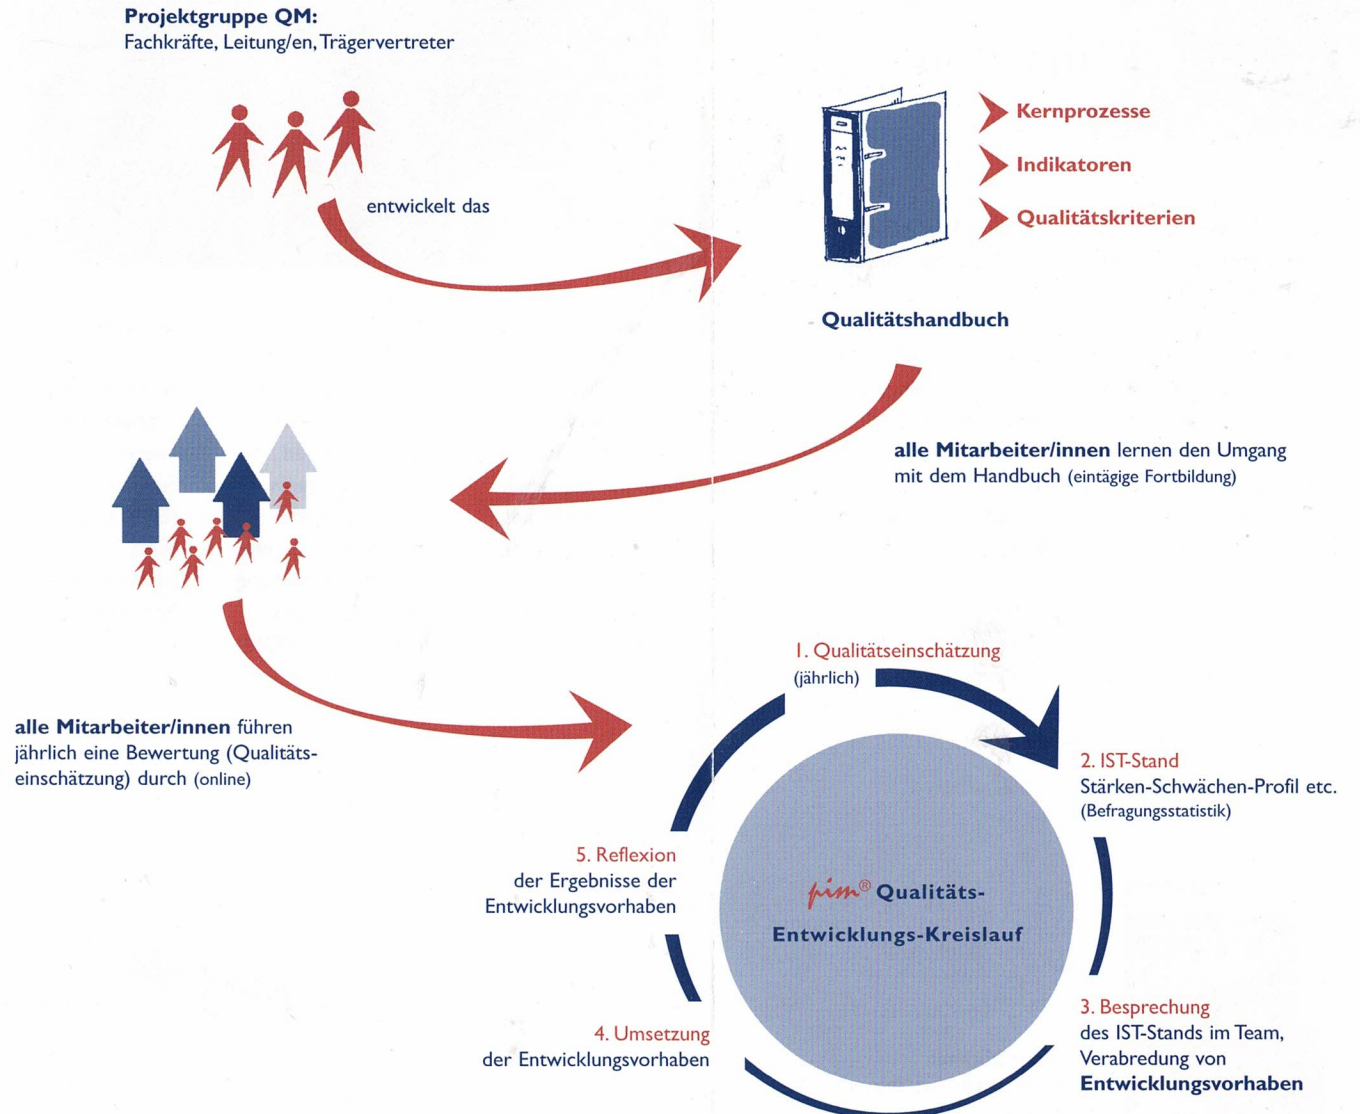 Projektgruppe QM:
Fachkräfte, Leitung/en, Trägervertreter
entwickelt das
Kernprozesse
Indikatoren
Qualitätskriterien
Qualitätshandbuch
alle Mitarbeiter/innen lernen den Umgang
mit dem Handbuch (eintägige Fortbildung)
alle Mitarbeiter/innen führen
jährlich eine Bewertung (Qualitäts-
einschätzung) durch (online)
1. Qualitätseinschätzung
(jährlich)
2. IST-Stand
Stärken-Schwächen-Profil etc.
(Befragungsstatistik)
3. Besprechung
des IST-Stands im Team,
Verabredung von
Entwicklungsvorhaben
4. Umsetzung
der Entwicklungsvorhaben
5. Reflexion
der Ergebnisse der
Entwicklungsvorhaben
pim® Qualitäts-
Entwicklungs-Kreislauf